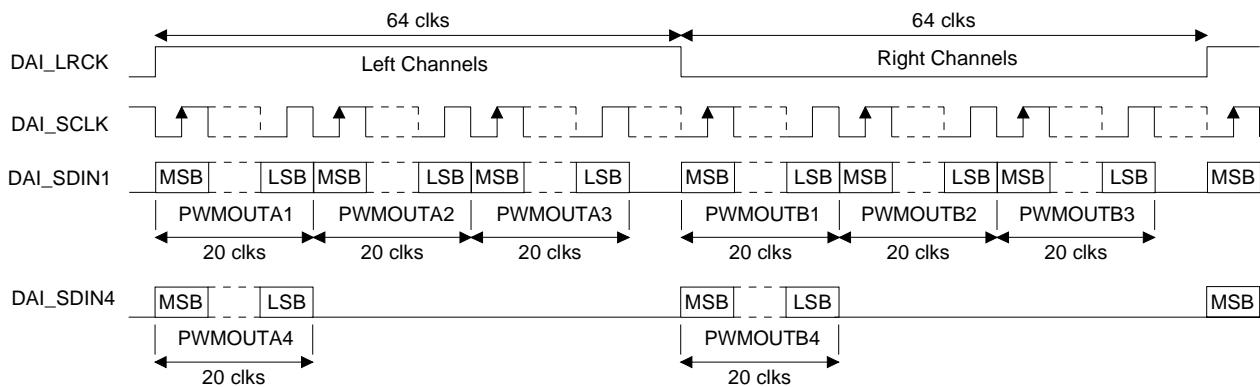 64 clks 64 clks
DAI_LRCK Left Channels Right Channels
DAI_SCLK
DAI_SDIN1 MSB LSB MSB LSB MSB LSB MSB LSB MSB LSB MSB LSB MSB
PWMOUTA1 PWMOUTA2 PWMOUTA3 PWMOUTB1 PWMOUTB2 PWMOUTB3
20 clks 20 clks 20 clks 20 clks 20 clks 20 clks
DAI_SDIN4 MSB LSB MSB LSB MSB
PWMOUTA4 PWMOUTB4
20 clks 20 clks